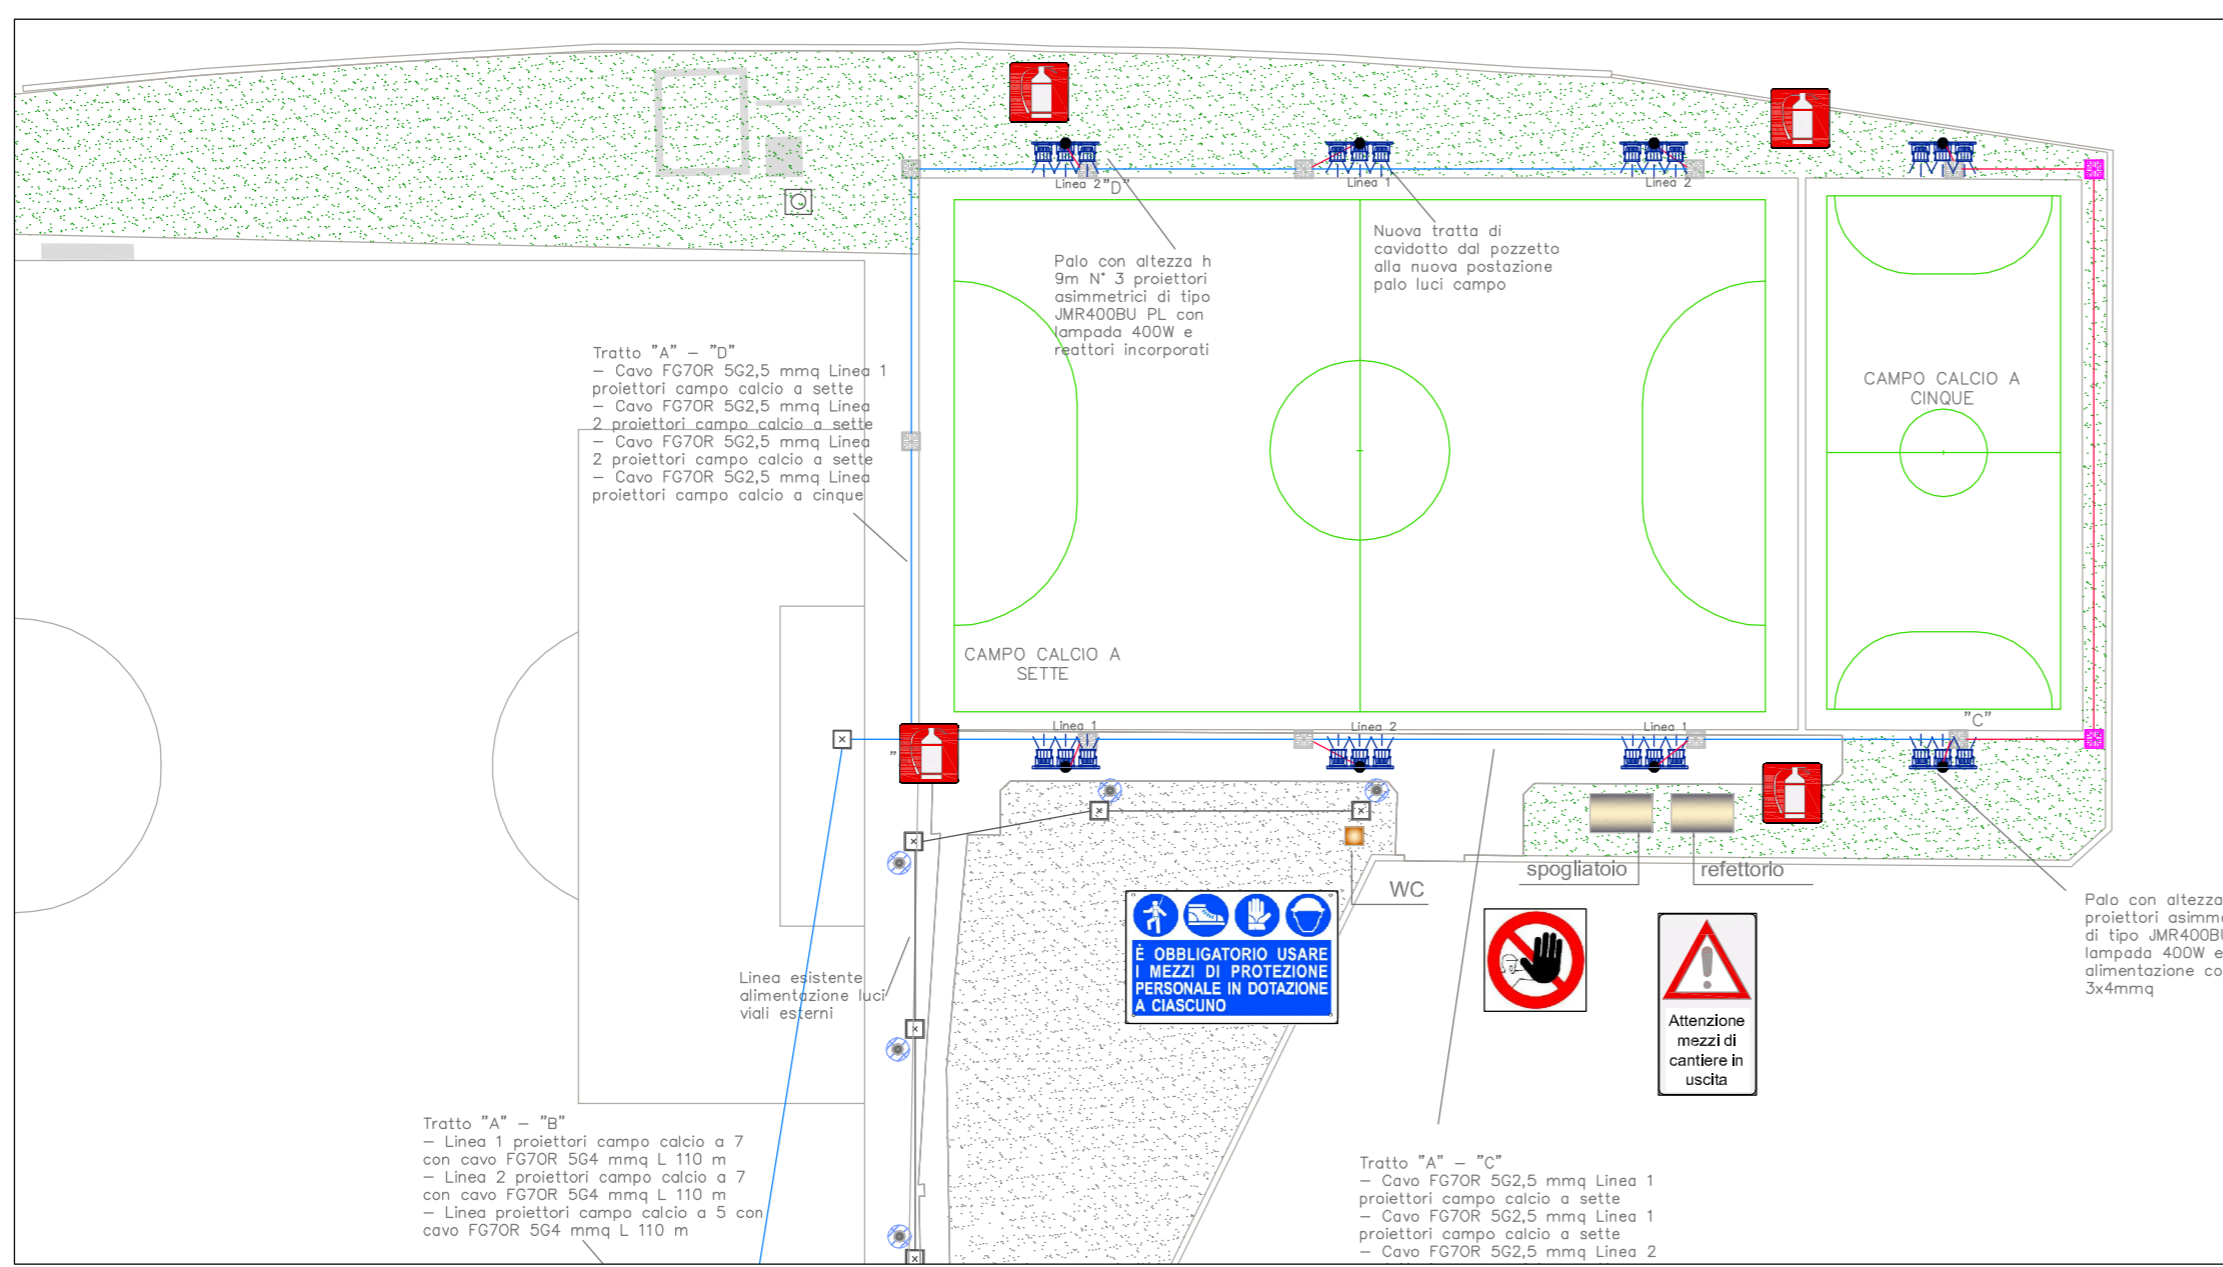 Linea 2
"D"
Linea 1
Linea 2
Nuova tratta di
cavidotto dal pozzetto
alla nuova postazione
palo luci campo
Palo con altezza h
9m N° 3 proiettori
asimmetrici di tipo
JMR400BU PL con
lampada 400W e
reattori incorporati
Tratto "A" – "D"
– Cavo FG7OR 5G2,5 mmq Linea 1
proiettori campo calcio a sette
– Cavo FG7OR 5G2,5 mmq Linea
2 proiettori campo calcio a sette
– Cavo FG7OR 5G2,5 mmq Linea
2 proiettori campo calcio a sette
– Cavo FG7OR 5G2,5 mmq Linea
proiettori campo calcio a cinque
CAMPO CALCIO A
CINQUE
CAMPO CALCIO A
SETTE
Linea 1
Linea 2
Linea 1
"C"
spogliatoio
refettorio
WC
È OBBLIGATORIO USARE
I MEZZI DI PROTEZIONE
PERSONALE IN DOTAZIONE
A CIASCUNO
Attenzione
mezzi di
cantiere in
uscita
Palo con altezza
proiettori asimm
di tipo JMR400B
lampada 400W e
alimentazione co
3x4mmq
Linea esistente
alimentazione luci
viali esterni
Tratto "A" – "B"
– Linea 1 proiettori campo calcio a 7
con cavo FG7OR 5G4 mmq L 110 m
– Linea 2 proiettori campo calcio a 7
con cavo FG7OR 5G4 mmq L 110 m
– Linea proiettori campo calcio a 5 con
cavo FG7OR 5G4 mmq L 110 m
Tratto "A" – "C"
– Cavo FG7OR 5G2,5 mmq Linea 1
proiettori campo calcio a sette
– Cavo FG7OR 5G2,5 mmq Linea 1
proiettori campo calcio a sette
– Cavo FG7OR 5G2,5 mmq Linea 2